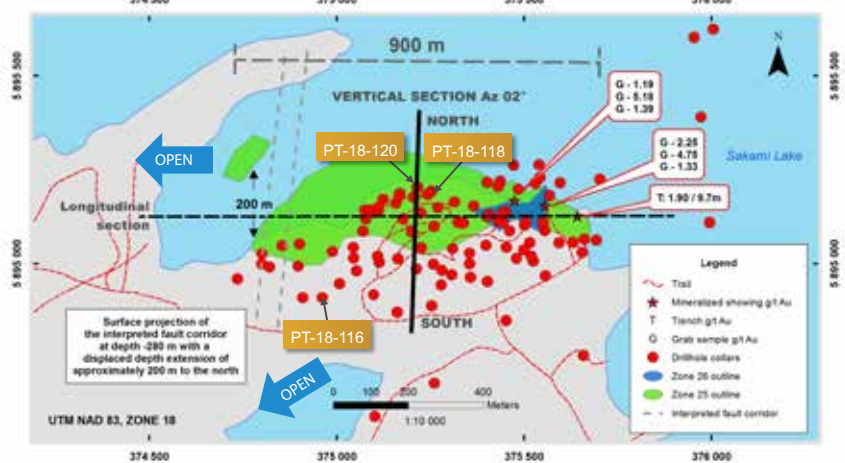 374 500
375 000
375 500
376 000
900 m
N
5 895 500
5 895 500
G - 1.19
G - 5.18
G - 1.39
VERTICAL SECTION Az 02°
NORTH
PT-18-120
PT-18-118
G - 2.25
G - 4.75
G - 1.33
OPEN
Sakami Lake
200 m
T: 1.90 / 9.7m
Longitudinal
section
5 895 000
5 895 000
Legend
Trail
Mineralized showing g/t Au
T Trench g/t Au
G Grab sample g/t Au
Drillhole collars
Zone 26 outline
Zone 25 outline
Interpreted fault corridor
Surface projection of
the interpreted fault corridor
at depth -280 m with a
displaced depth extension of
approximately 200 m to the north
SOUTH
PT-18-116
OPEN
0 100 200 400
Meters
1:10 000
UTM NAD 83, ZONE 18
374 500
375 000
375 500
376 000